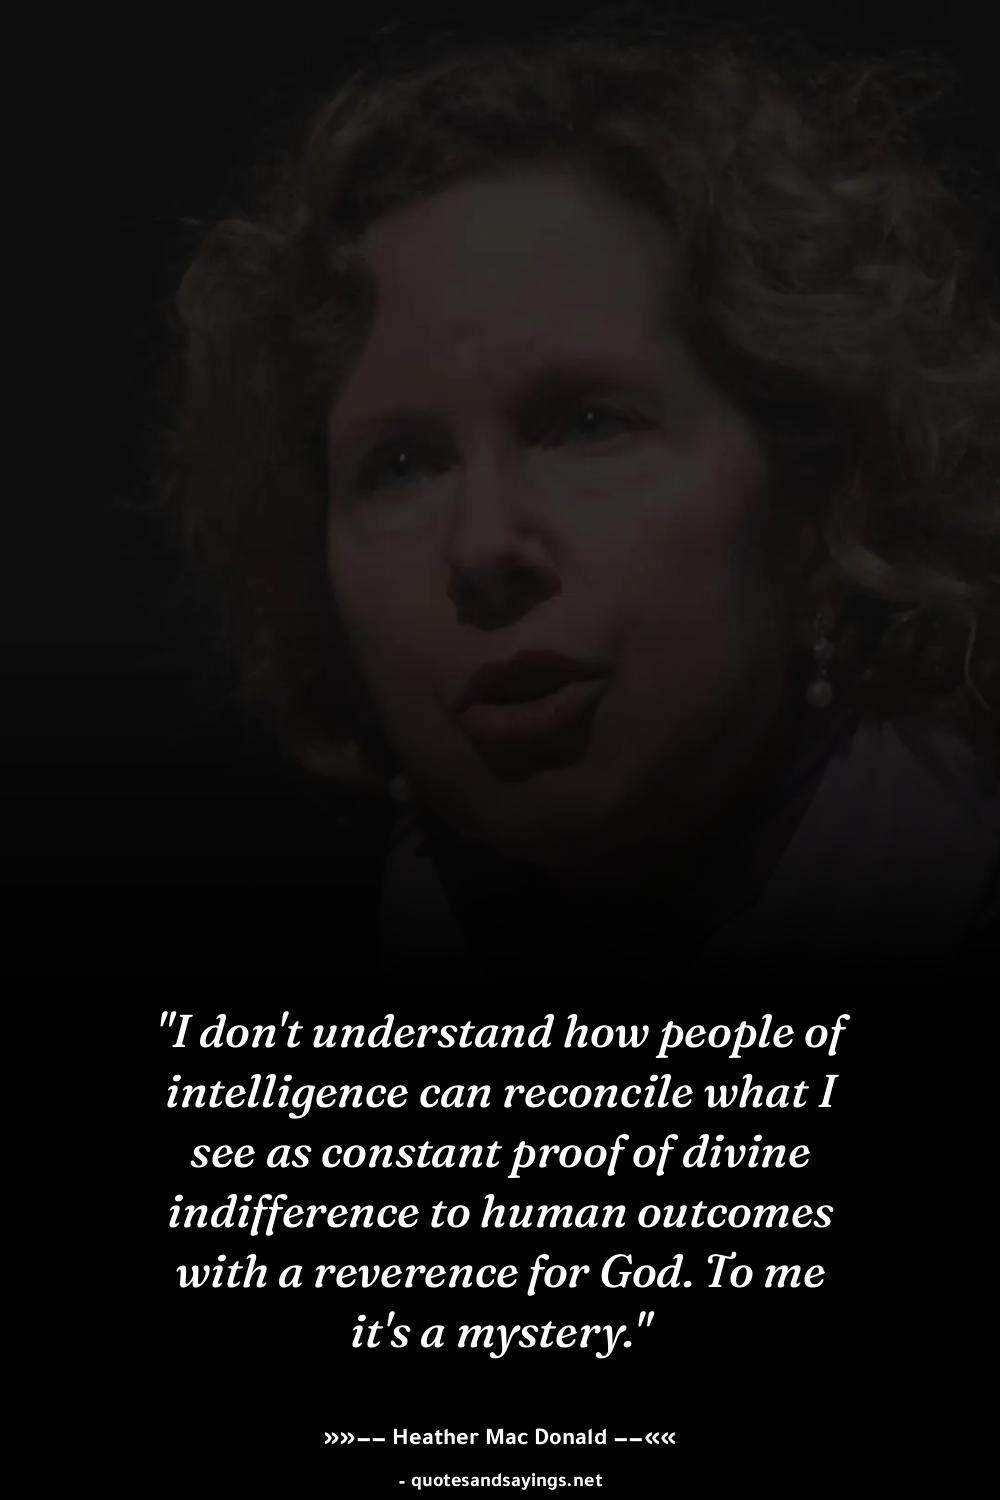 "I don't understand how people of
intelligence can reconcile what I
see as constant proof of divine
indifference to human outcomes
with a reverence for God. To me
it's a mystery."
»»−− Heather Mac Donald −−««
- quotesandsayings.net